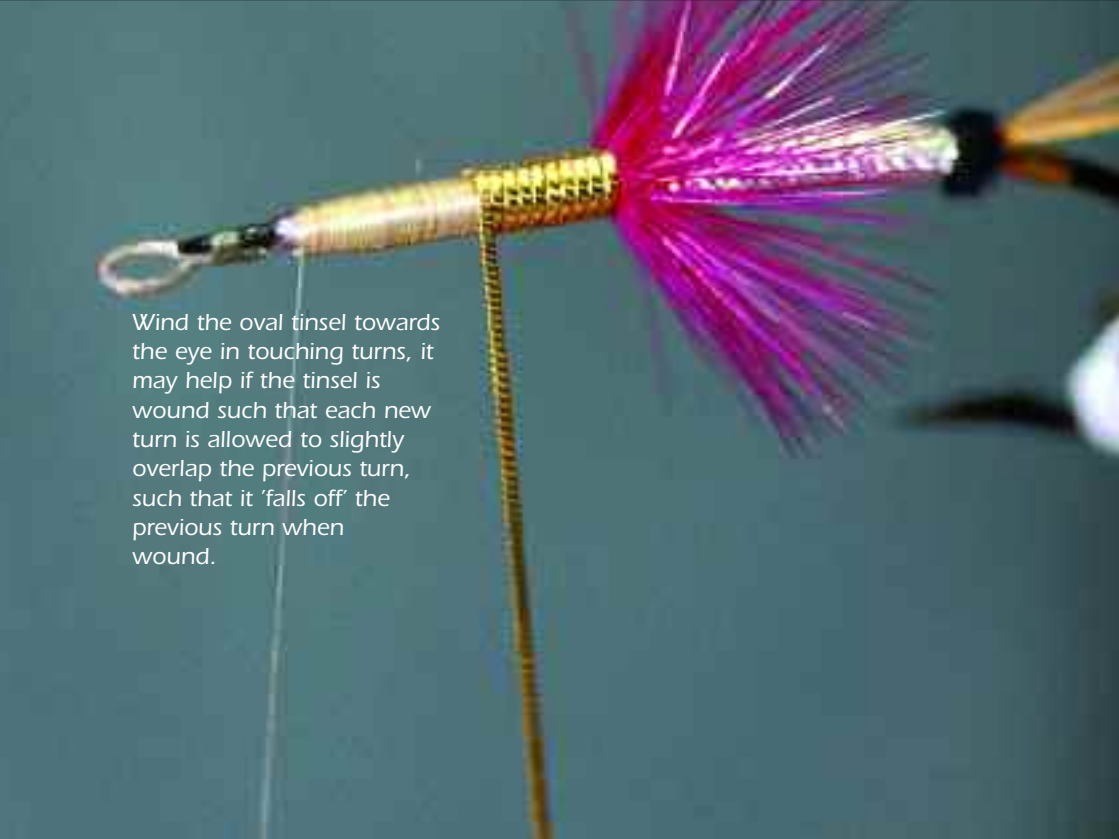 Wind the oval tinsel towards
the eye in touching turns, it
may help if the tinsel is
wound such that each new
turn is allowed to slightly
overlap the previous turn,
such that it ‘falls off’ the
previous turn when
wound.